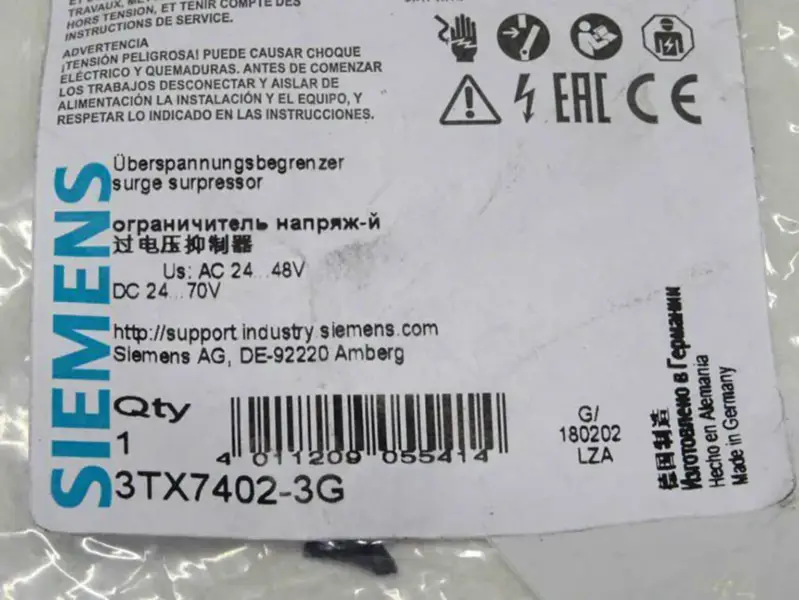 TRAVAUX, METTRE
HORS TENSION, ET TENIR COMPTE DES
INSTRUCTIONS DE SERVICE.
ADVERTENCIA
¡TENSIÓN PELIGROSA! PUEDE CAUSAR CHOQUE
ELÉCTRICO Y QUEMADURAS. ANTES DE COMENZAR
LOS TRABAJOS DESCONECTAR Y AISLAR DE
ALIMENTACIÓN LA INSTALACIÓN Y EL EQUIPO, Y
RESPETAR LO INDICADO EN LAS INSTRUCCIONES.
EAC CE
SIEMENS
Überspannungsbegrenzer
surge surpressor
ограничитель напряж-й
过电压抑制器
Us: AC 24...48V
DC 24...70V
http://support.industry.siemens.com
Siemens AG, DE-92220 Amberg
Qty
1
4 011209 055414
3TX7402-3G
G/
180202
LZA
德国制造
Изготовлено в Германии
Hecho en Alemania
Made in Germany